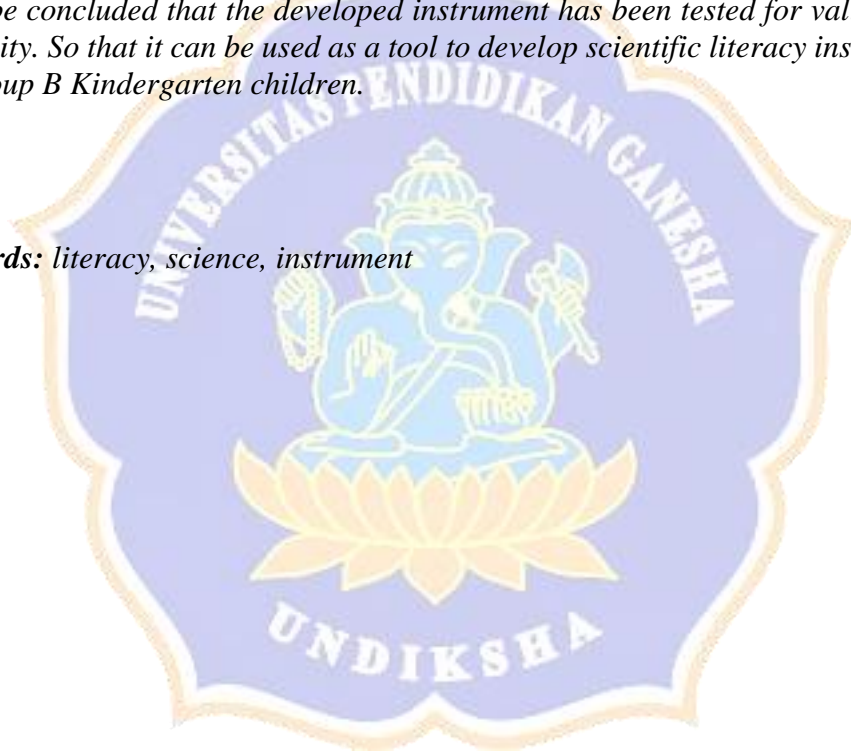 be concluded that the developed instrument has been tested for val
ity. So that it can be used as a tool to develop scientific literacy ins
oup B Kindergarten children.
UNIVERSITAS PENDIDIKAN GANESHA
rds: literacy, science, instrument
UNDIKSHA